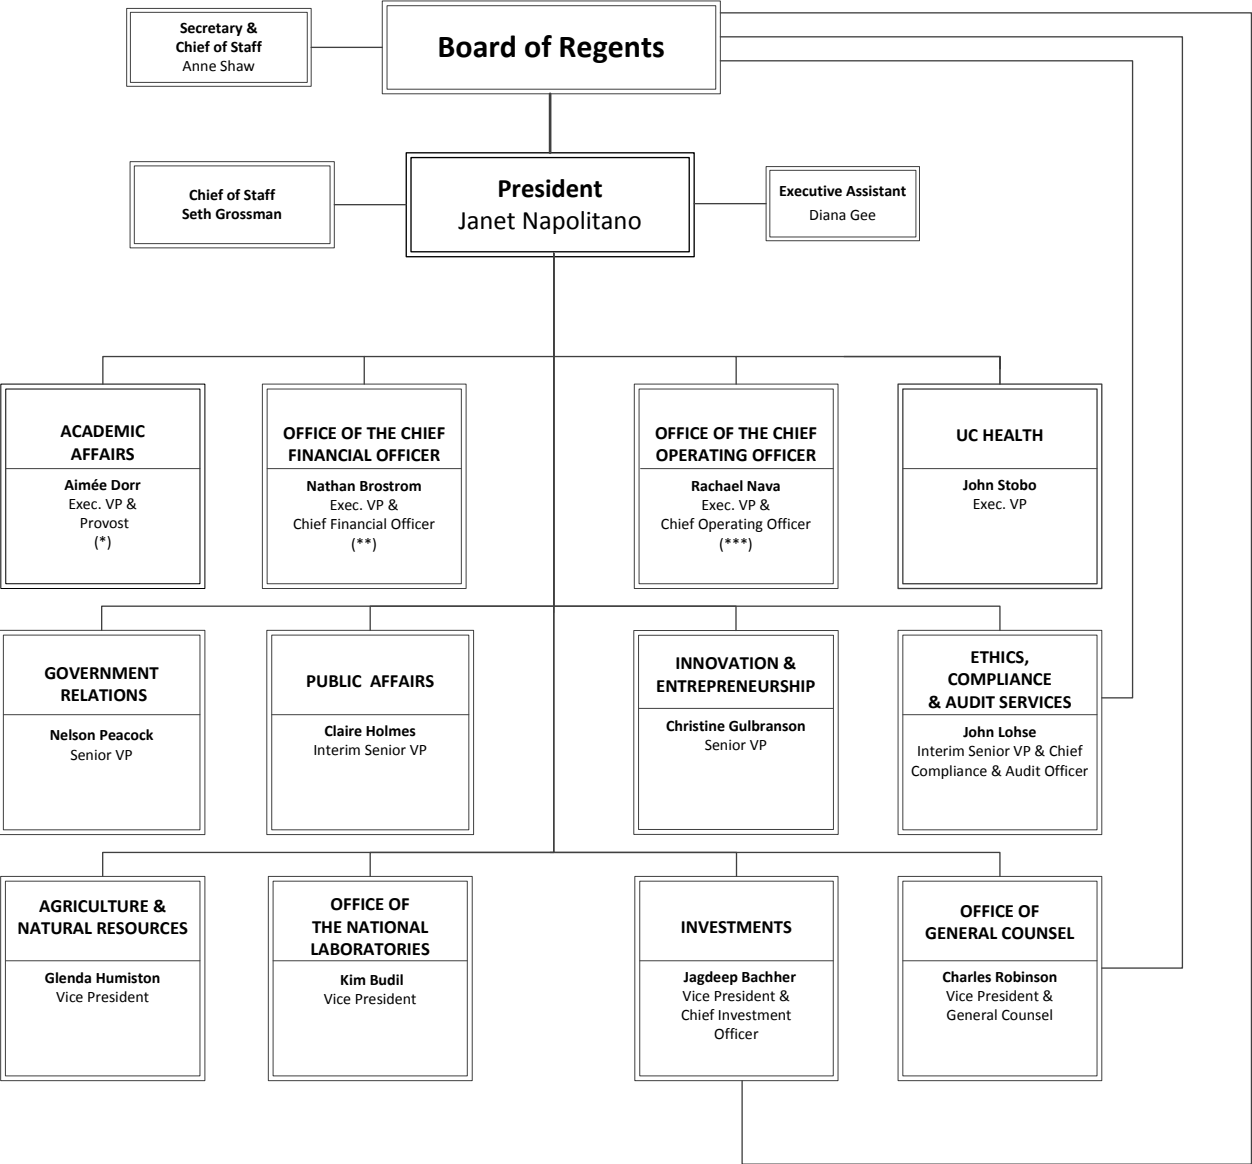 Secretary &
Chief of Staff
Anne Shaw
Board of Regents
Chief of Staff
Seth Grossman
President
Janet Napolitano
Executive Assistant
Diana Gee
ACADEMIC
AFFAIRS
Aimée Dorr
Exec. VP &
Provost
(*)
OFFICE OF THE CHIEF
FINANCIAL OFFICER
Nathan Brostrom
Exec. VP &
Chief Financial Officer
(**)
OFFICE OF THE CHIEF
OPERATING OFFICER
Rachael Nava
Exec. VP &
Chief Operating Officer
(***)
UC HEALTH
John Stobo
Exec. VP
GOVERNMENT
RELATIONS
Nelson Peacock
Senior VP
PUBLIC AFFAIRS
Claire Holmes
Interim Senior VP
INNOVATION &
ENTREPRENEURSHIP
Christine Gulbranson
Senior VP
ETHICS,
COMPLIANCE
& AUDIT SERVICES
John Lohse
Interim Senior VP & Chief
Compliance & Audit Officer
AGRICULTURE &
NATURAL RESOURCES
Glenda Humiston
Vice President
OFFICE OF
THE NATIONAL
LABORATORIES
Kim Budil
Vice President
INVESTMENTS
Jagdeep Bachher
Vice President &
Chief Investment
Officer
OFFICE OF
GENERAL COUNSEL
Charles Robinson
Vice President &
General Counsel